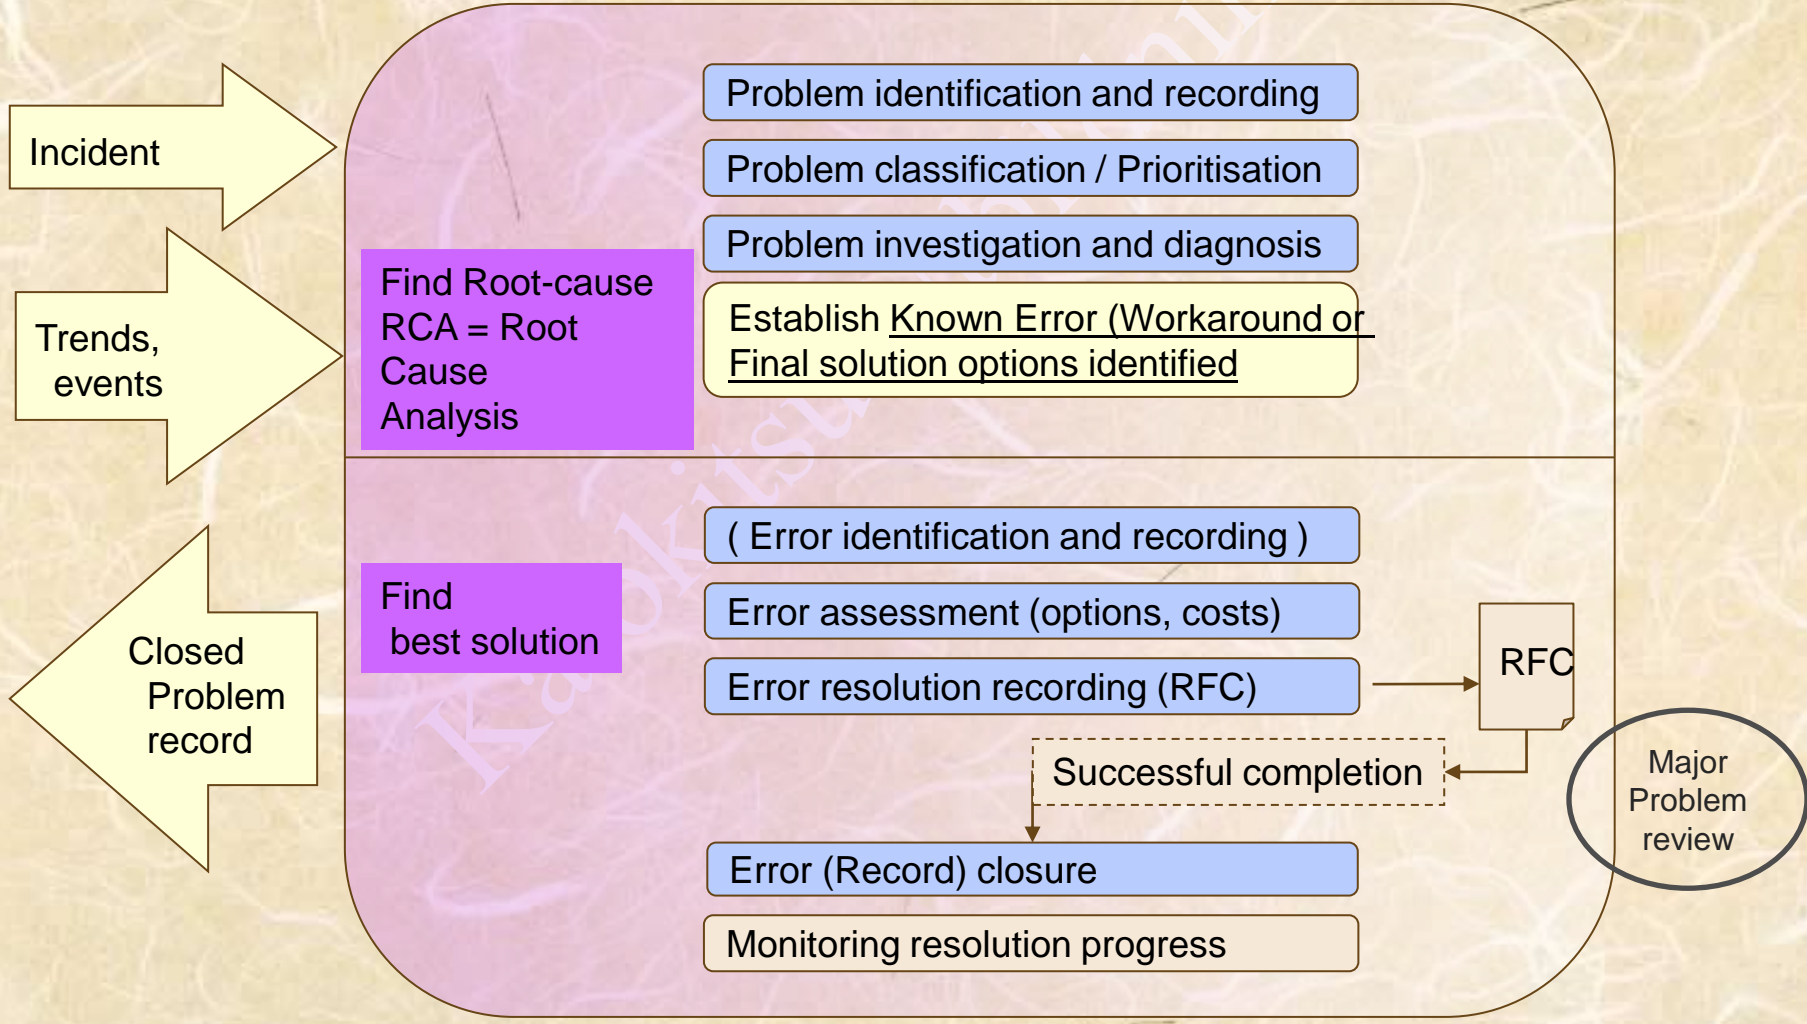 Incident
Trends,
events
Closed
Problem
record
Find Root-cause
RCA = Root
Cause
Analysis
Problem identification and recording
Problem classification / Prioritisation
Problem investigation and diagnosis
Establish Known Error (Workaround or
Final solution options identified
Find
best solution
( Error identification and recording )
Error assessment (options, costs)
Error resolution recording (RFC)
RFC
Successful completion
Error (Record) closure
Monitoring resolution progress
Major
Problem
review